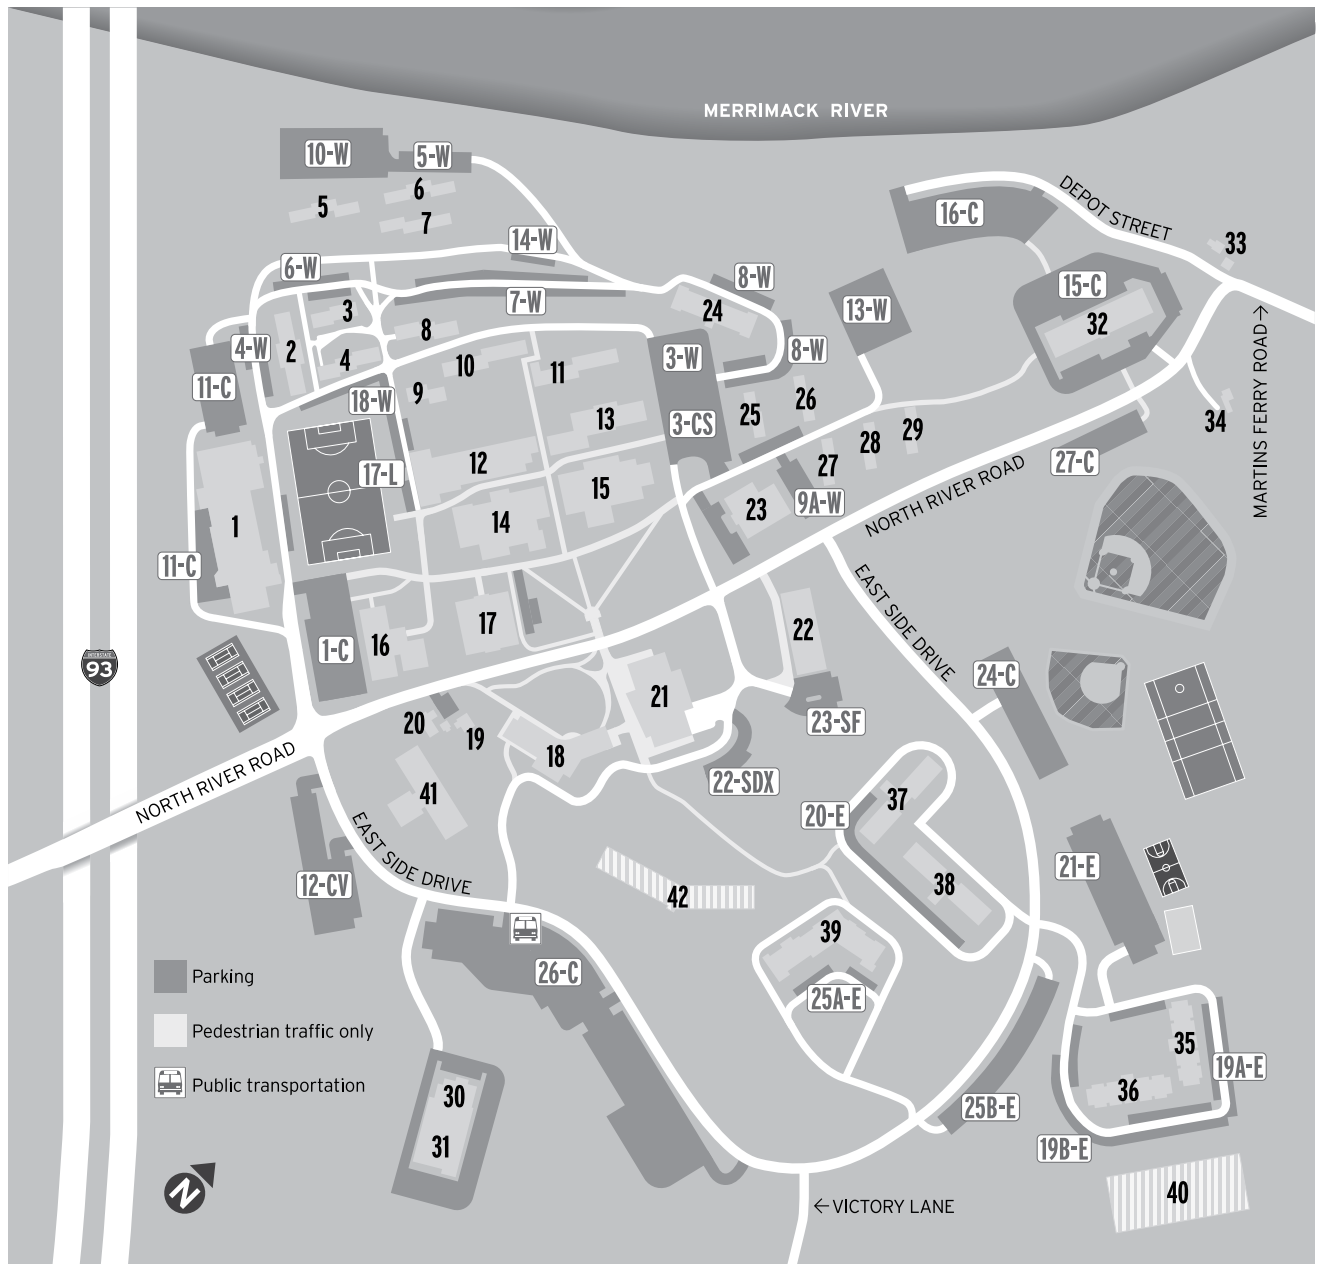 MERRIMACK RIVER
10-W
5-W
6
5
7
16-C
DEPOT STREET
14-W
33
6-W
8-W
15-C
7-W
3
24
13-W
8
32
4-W
2
4
10
11
3-W
8-W
MARTINS FERRY ROAD→
11-C
18-W
9
26
25
13
3-CS
34
29
28
17-L
12
27
27-C
15
NORTH RIVER ROAD
1
14
23
9A-W
11-C
EAST SIDE DRIVE
17
22
16
1-C
INTERSTATE
93
24-C
21
20
19
23-SF
18
22-SDX
NORTH RIVER ROAD
41
37
20-E
EAST SIDE DRIVE
21-E
12-CV
38
42
39
26-C
Parking
25A-E
Pedestrian traffic only
35
19A-E
Public transportation
30
36
25B-E
31
19B-E
N
40
←VICTORY LANE